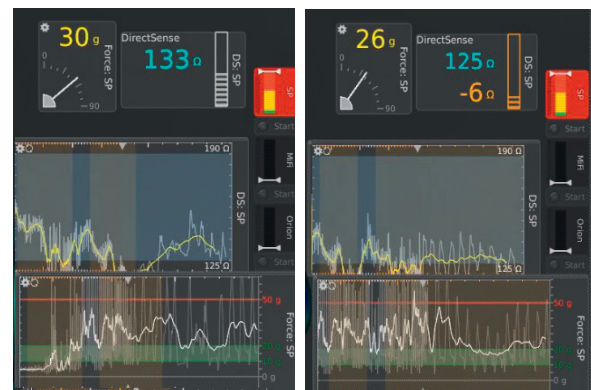 30 g
0
-90
Force: SP
DirectSense
133 Ω
DS: SP
SP
Start
190 Ω
MiFi
Start
DS: SP
Orion
125 Ω
Start
50 g
Force: SP
0 g
26 g
0
-90
Force: SP
DirectSense
125 Ω
-6 Ω
DS: SP
SP
Start
190 Ω
MiFi
Start
DS: SP
Orion
125 Ω
Start
50 g
Force: SP
0 g